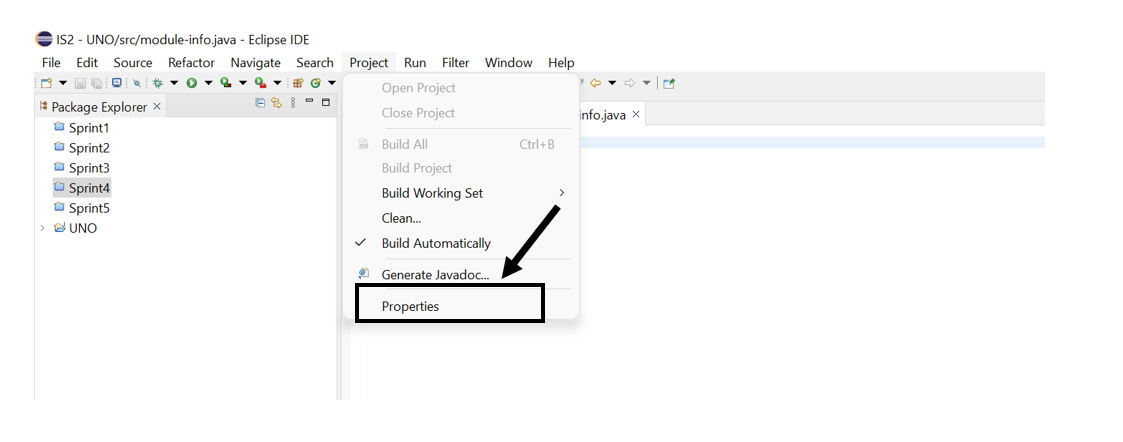 IS2 - UNO/src/module-info.java - Eclipse IDE
File Edit Source Refactor Navigate Search Project Run Filter Window Help
Package Explorer
Sprint1
Sprint2
Sprint3
Sprint4
Sprint5
UNO
Open Project
Close Project
Build All Ctrl+B
Build Project
Build Working Set
Clean...
Build Automatically
Generate Javadoc...
Properties
info.java